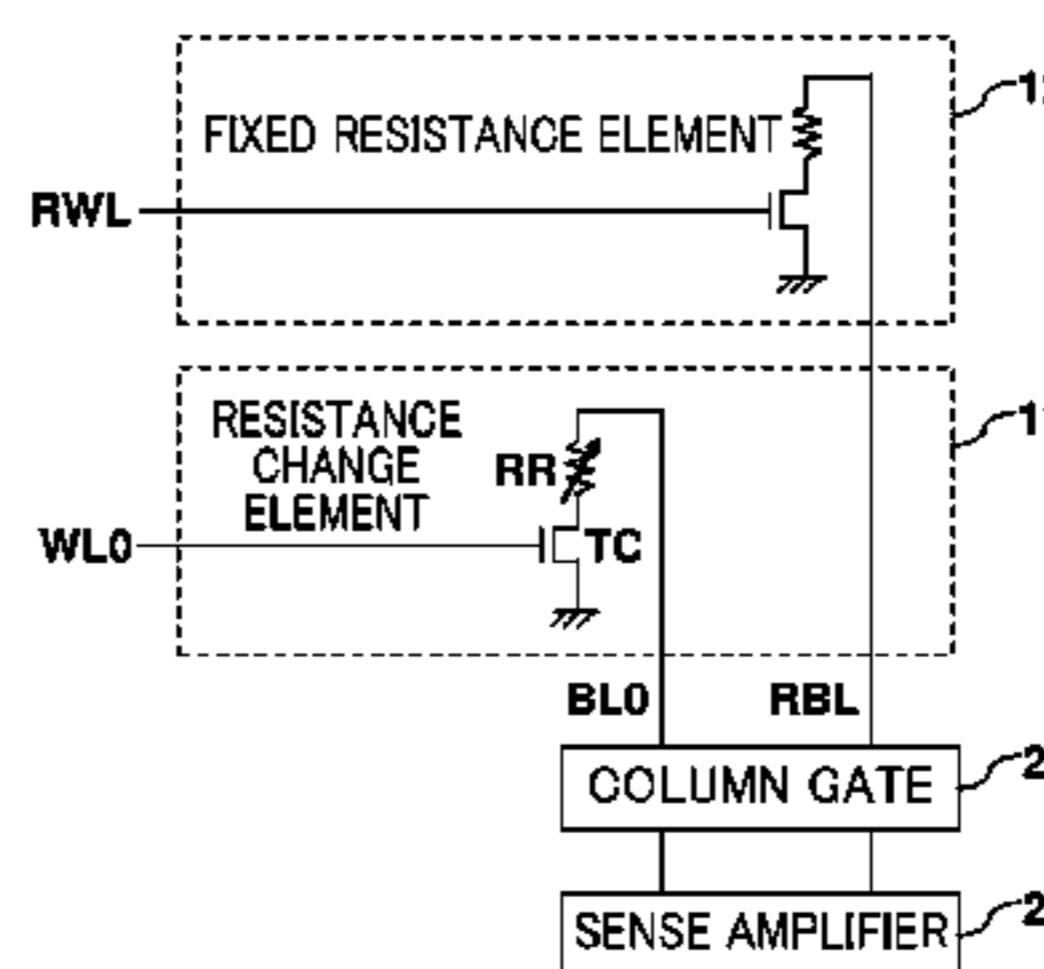 FIXED RESISTANCE ELEMENT
RWL
RESISTANCE
CHANGE
ELEMENT
RR
WL0
TC
BL0
RBL
COLUMN GATE
SENSE AMPLIFIER